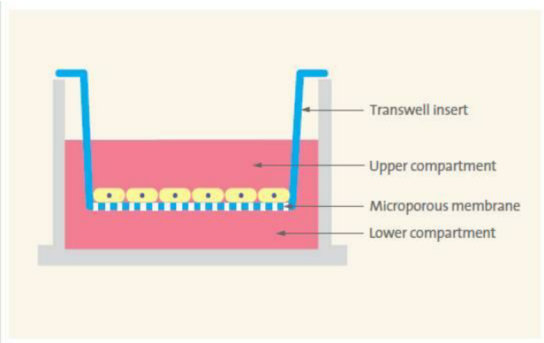 Transwell insert
Upper compartment
Microporous membrane
Lower compartment